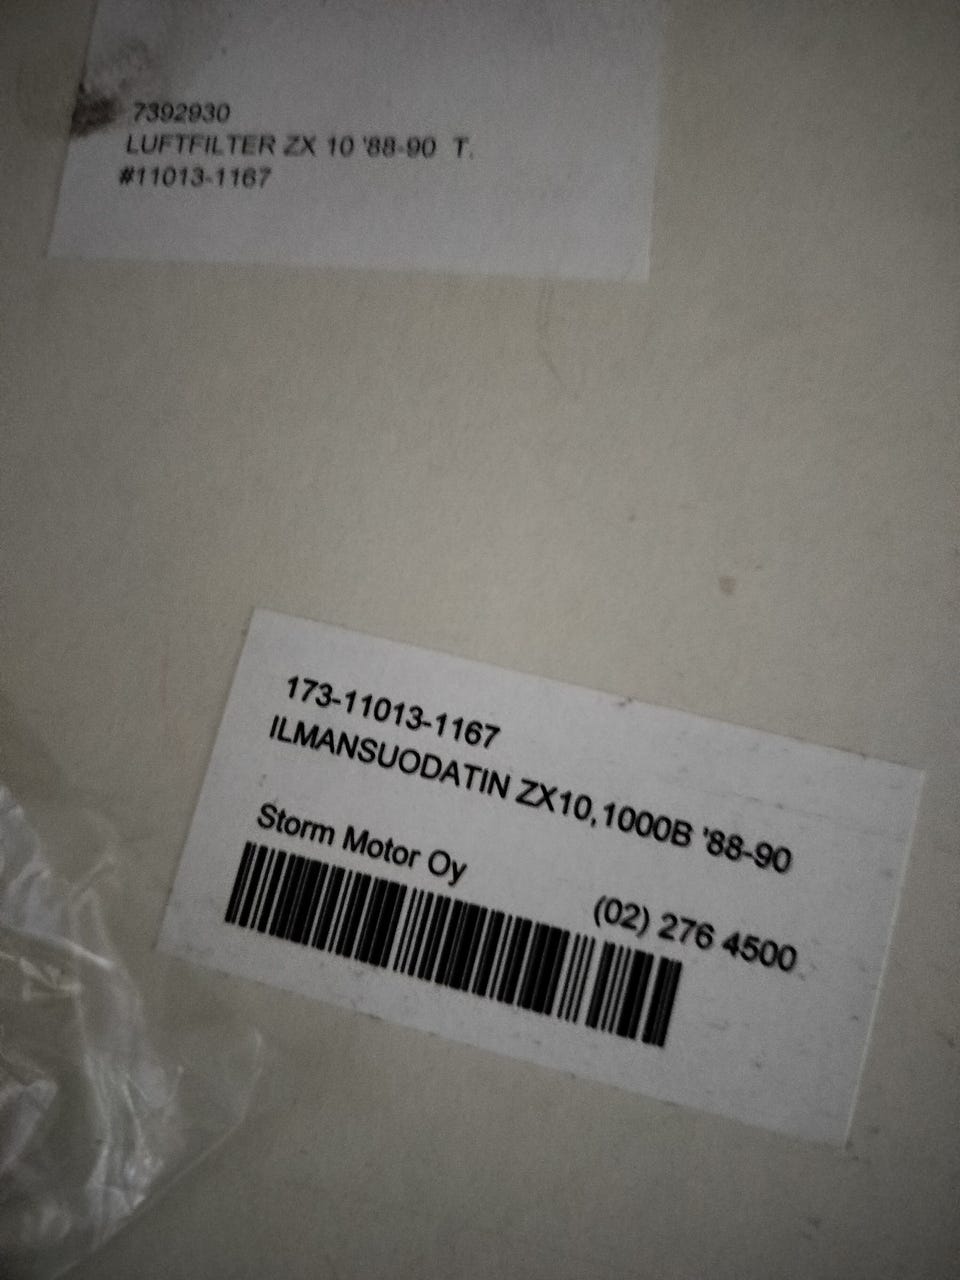 7392930
LUFTFILTER ZX 10 '88-90 T.
#11013-1167
173-11013-1167
ILMANSUODATIN ZX10,1000B '88-90
Storm Motor Oy
(02) 276 4500